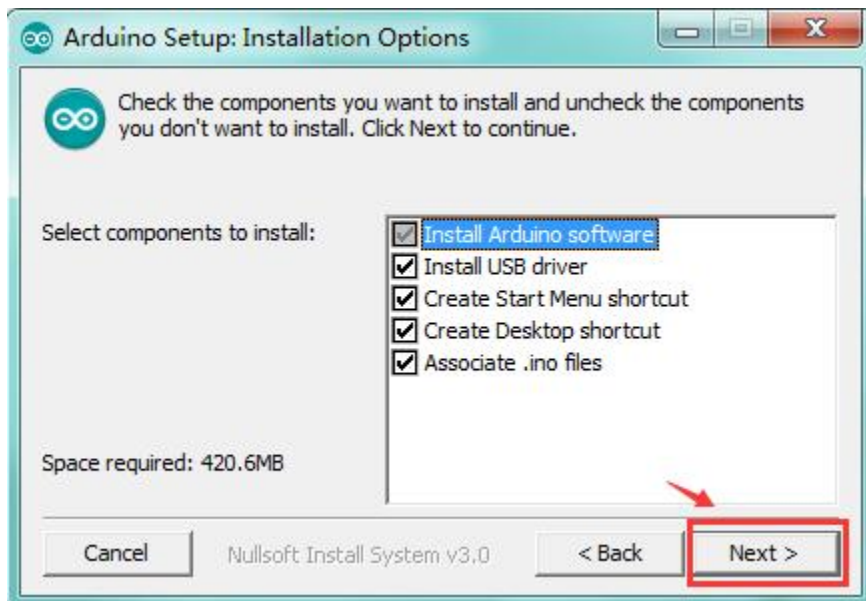 Arduino Setup: Installation Options
Check the components you want to install and uncheck the components
you don't want to install. Click Next to continue.
Select components to install:
Install Arduino software
Install USB driver
Create Start Menu shortcut
Create Desktop shortcut
Associate .ino files
Space required: 420.6MB
Cancel
Nullsoft Install System v3.0
< Back
Next >